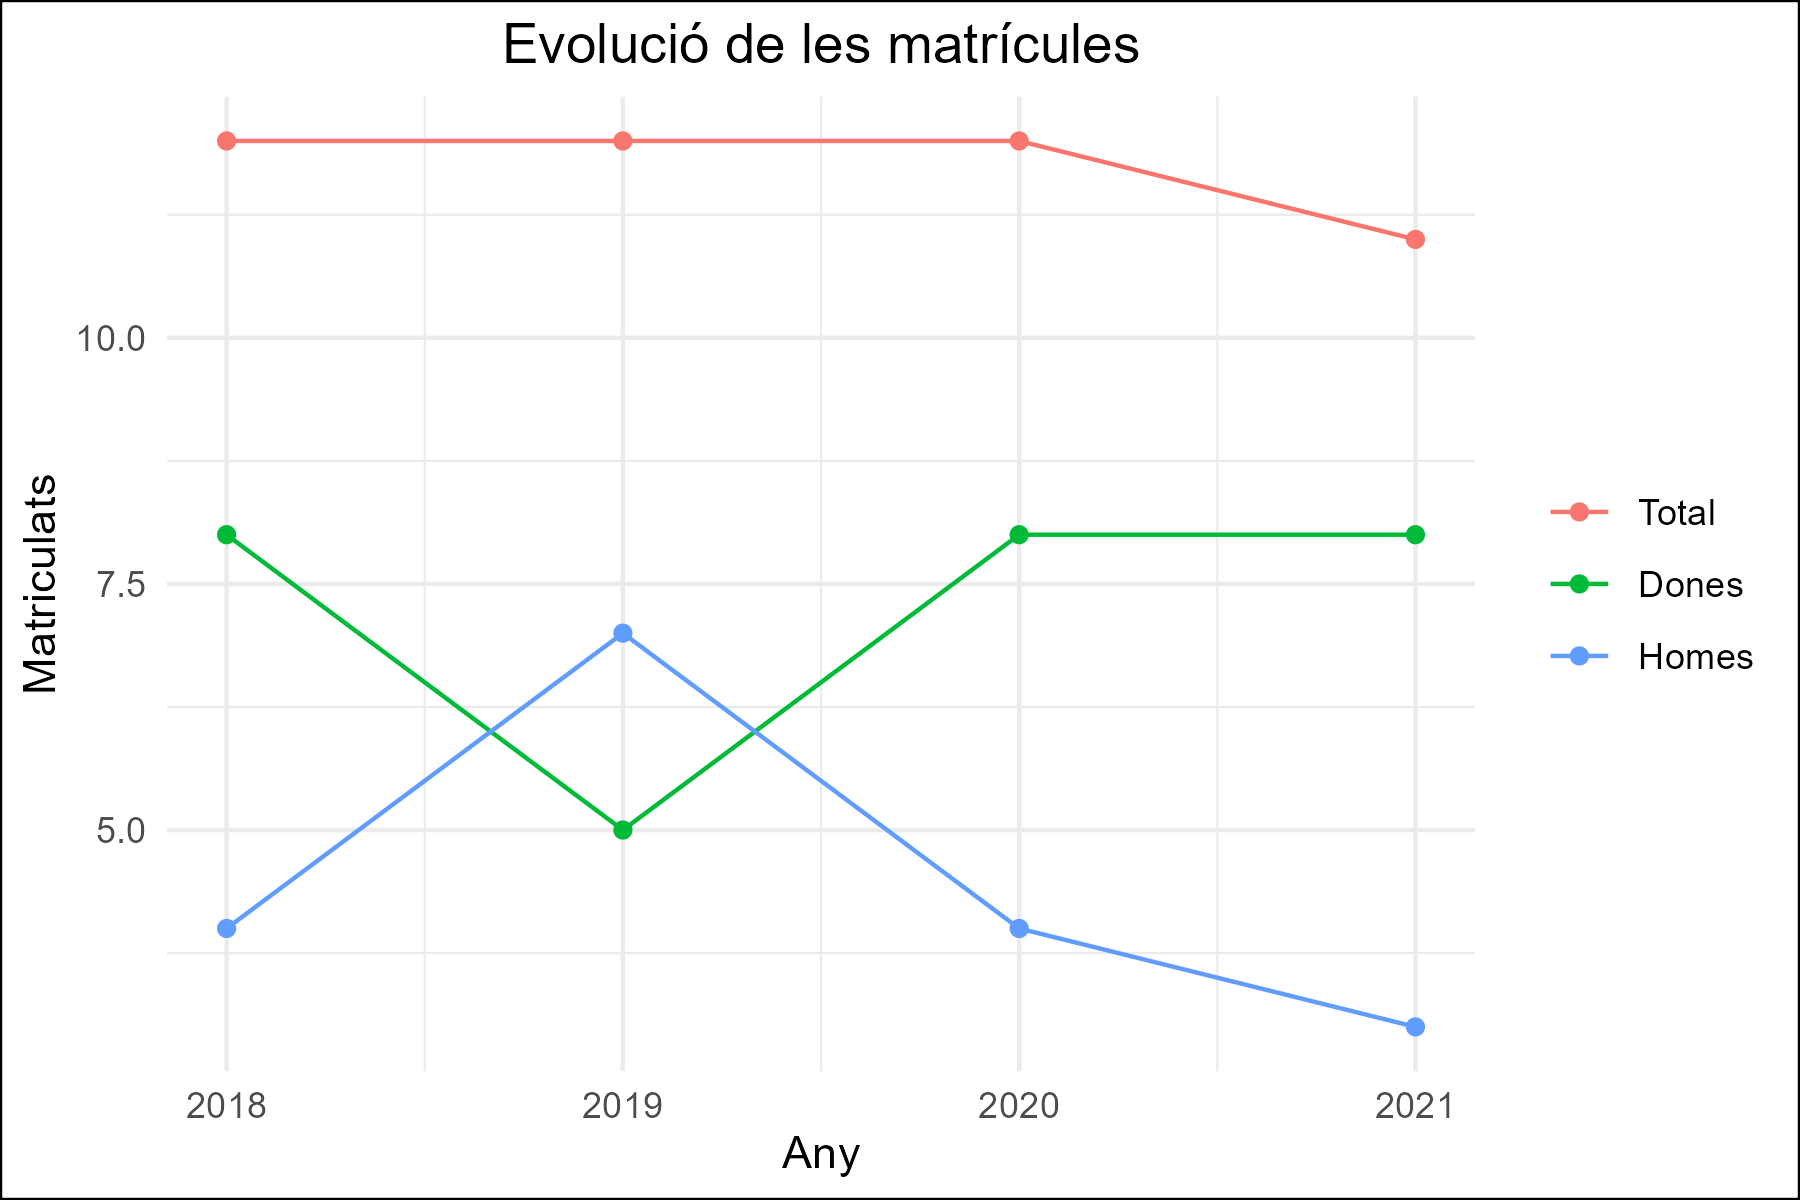 Evolució de les matrícules
Matriculats
10.0
7.5
5.0
2018 2019 2020 2021
Any
Total
Dones
Homes